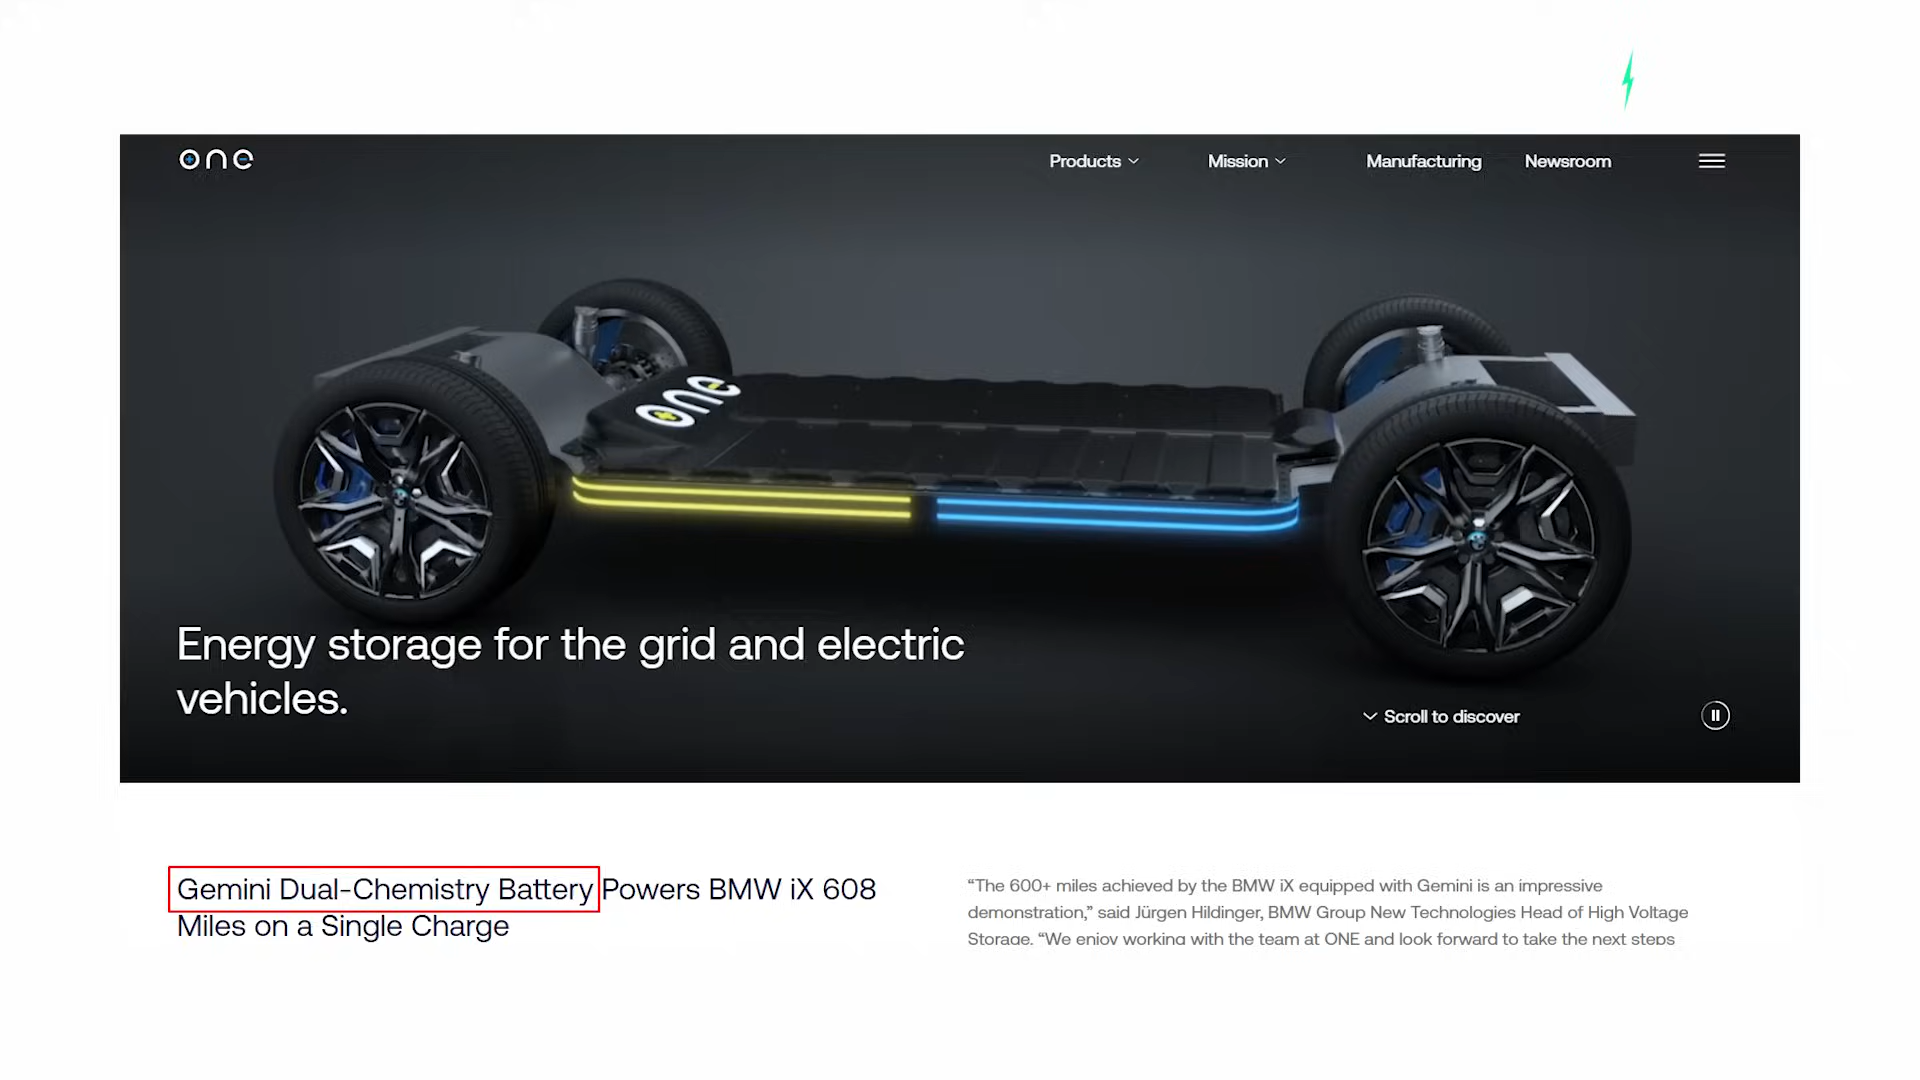 one
Products
Mission
Manufacturing
Newsroom
one
Energy storage for the grid and electric
vehicles.
Scroll to discover
Gemini Dual-Chemistry Battery Powers BMW iX 608
Miles on a Single Charge
“The 600+ miles achieved by the BMW iX equipped with Gemini is an impressive
demonstration,” said Jürgen Hildinger, BMW Group New Technologies Head of High Voltage
Storage. “We enjoy working with the team at ONE and look forward to take the next steps